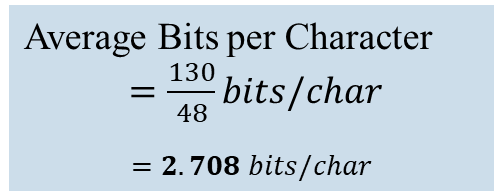 Average Bits per Character
= 130/48 bits/char
= 2.708 bits/char